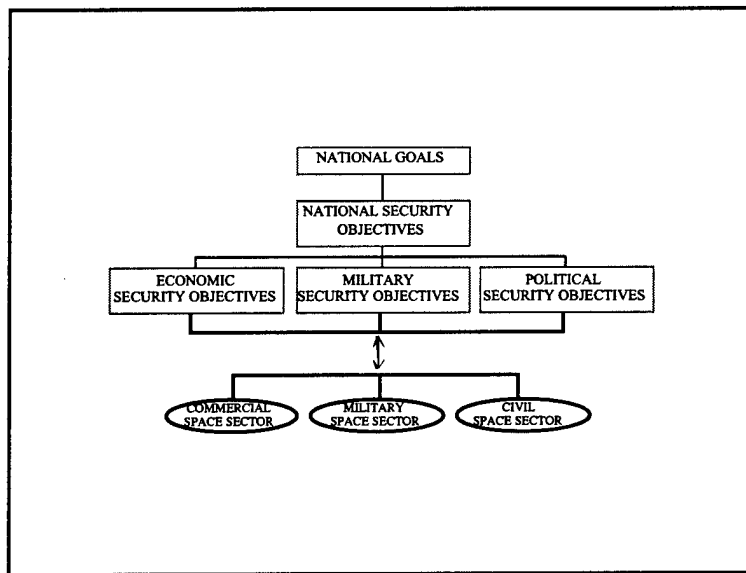 NATIONAL GOALS
NATIONAL SECURITY
OBJECTIVES
ECONOMIC
SECURITY OBJECTIVES
MILITARY
SECURITY OBJECTIVES
POLITICAL
SECURITY OBJECTIVES
COMMERCIAL
SPACE SECTOR
MILITARY
SPACE SECTOR
CIVIL
SPACE SECTOR